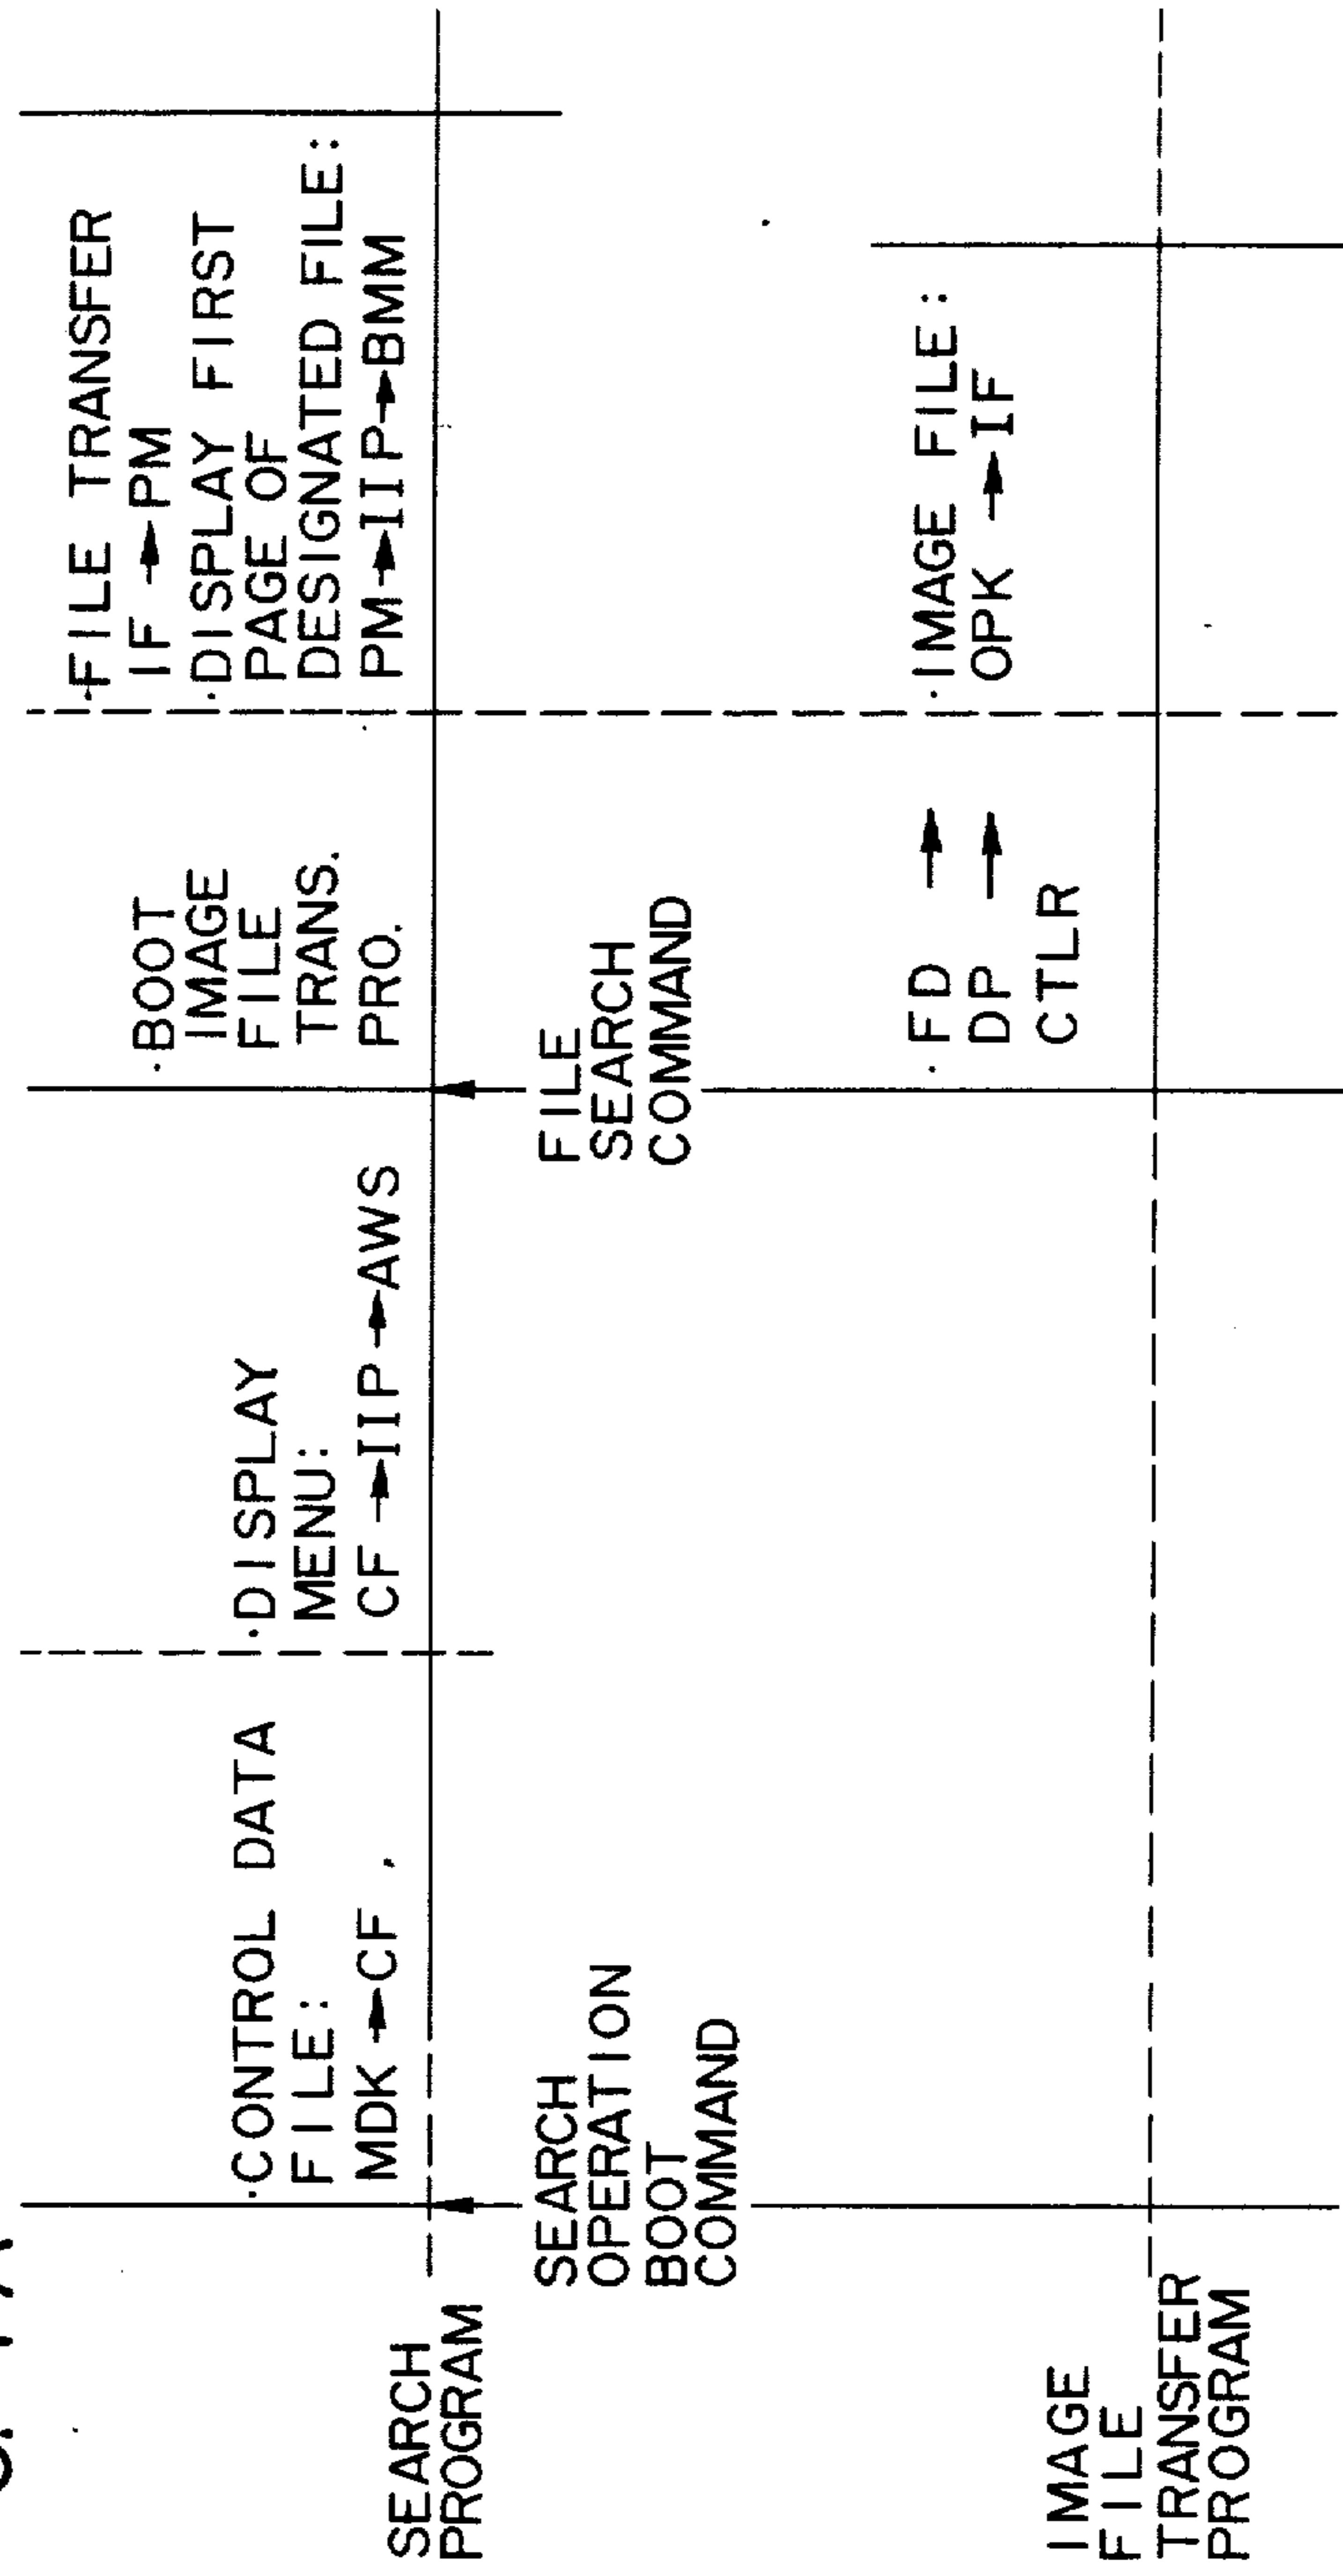 SEARCH
PROGRAM
·CONTROL DATA
FILE:
MDK→CF
·DISPLAY
MENU:
CF→IIP→AWS
·BOOT
IMAGE
FILE
TRANS.
PRO.
·FILE TRANSFER
IF→PM
·DISPLAY FIRST
PAGE OF
DESIGNATED FILE:
PM→IIP→BMM
SEARCH
OPERATION
BOOT
COMMAND
FILE
SEARCH
COMMAND
IMAGE
FILE
TRANSFER
PROGRAM
·FD →
DP →
CTLR
·IMAGE FILE:
OPK→IF